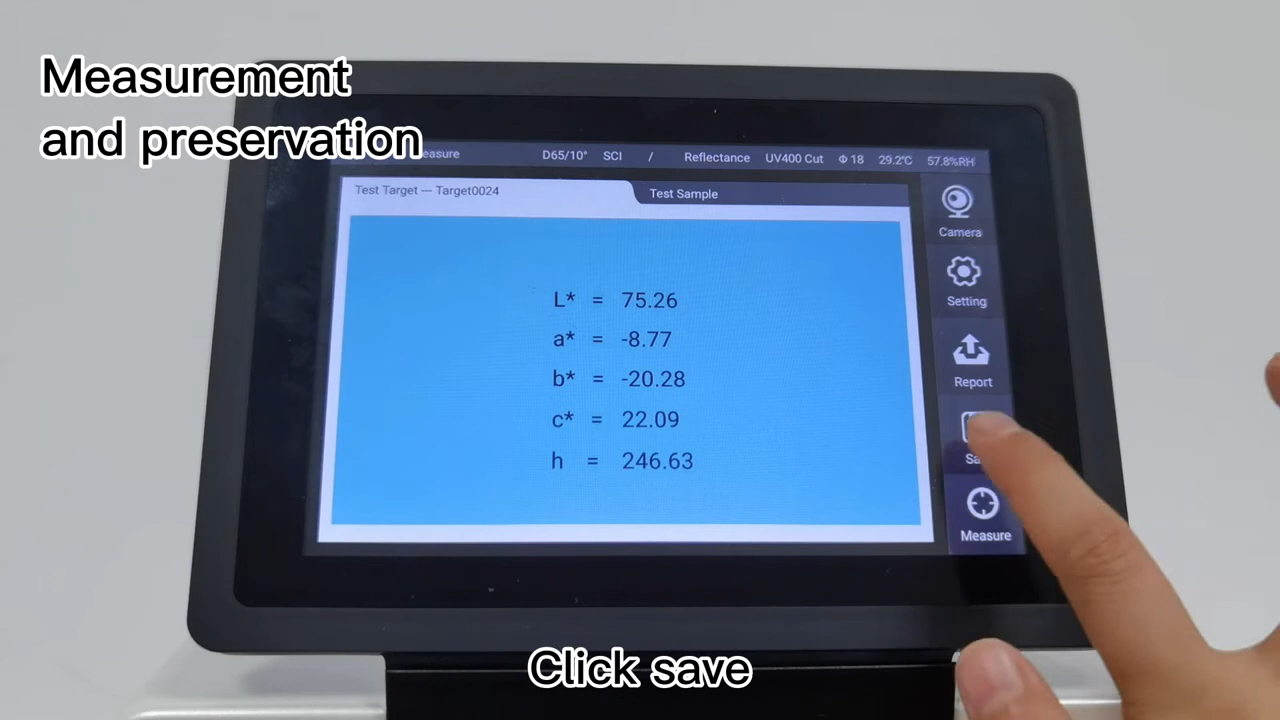 Measurement
and preservation
easure D65/10° SCI / Reflectance UV400 Cut Φ 18 29.2℃ 57.8%RH
Test Target — Target0024
Test Sample
L* = 75.26
a* = -8.77
b* = -20.28
c* = 22.09
h = 246.63
Camera
Setting
Report
Sa
Measure
Click save